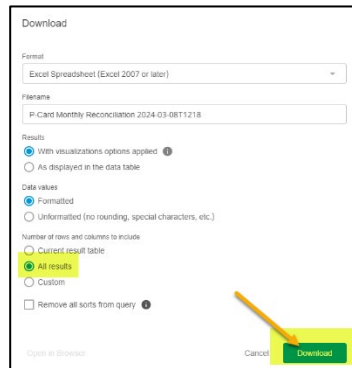 Download
Format
Excel Spreadsheet (Excel 2007 or later)
Filename
P-Card Monthly Reconciliation 2024-03-08T1218
Results
With visualizations options applied
As displayed in the data table
Data values
Formatted
Unformatted (no rounding, special characters, etc.)
Number of rows and columns to include
Current result table
All results
Custom
Remove all sorts from query
Open in Browser Cancel Download